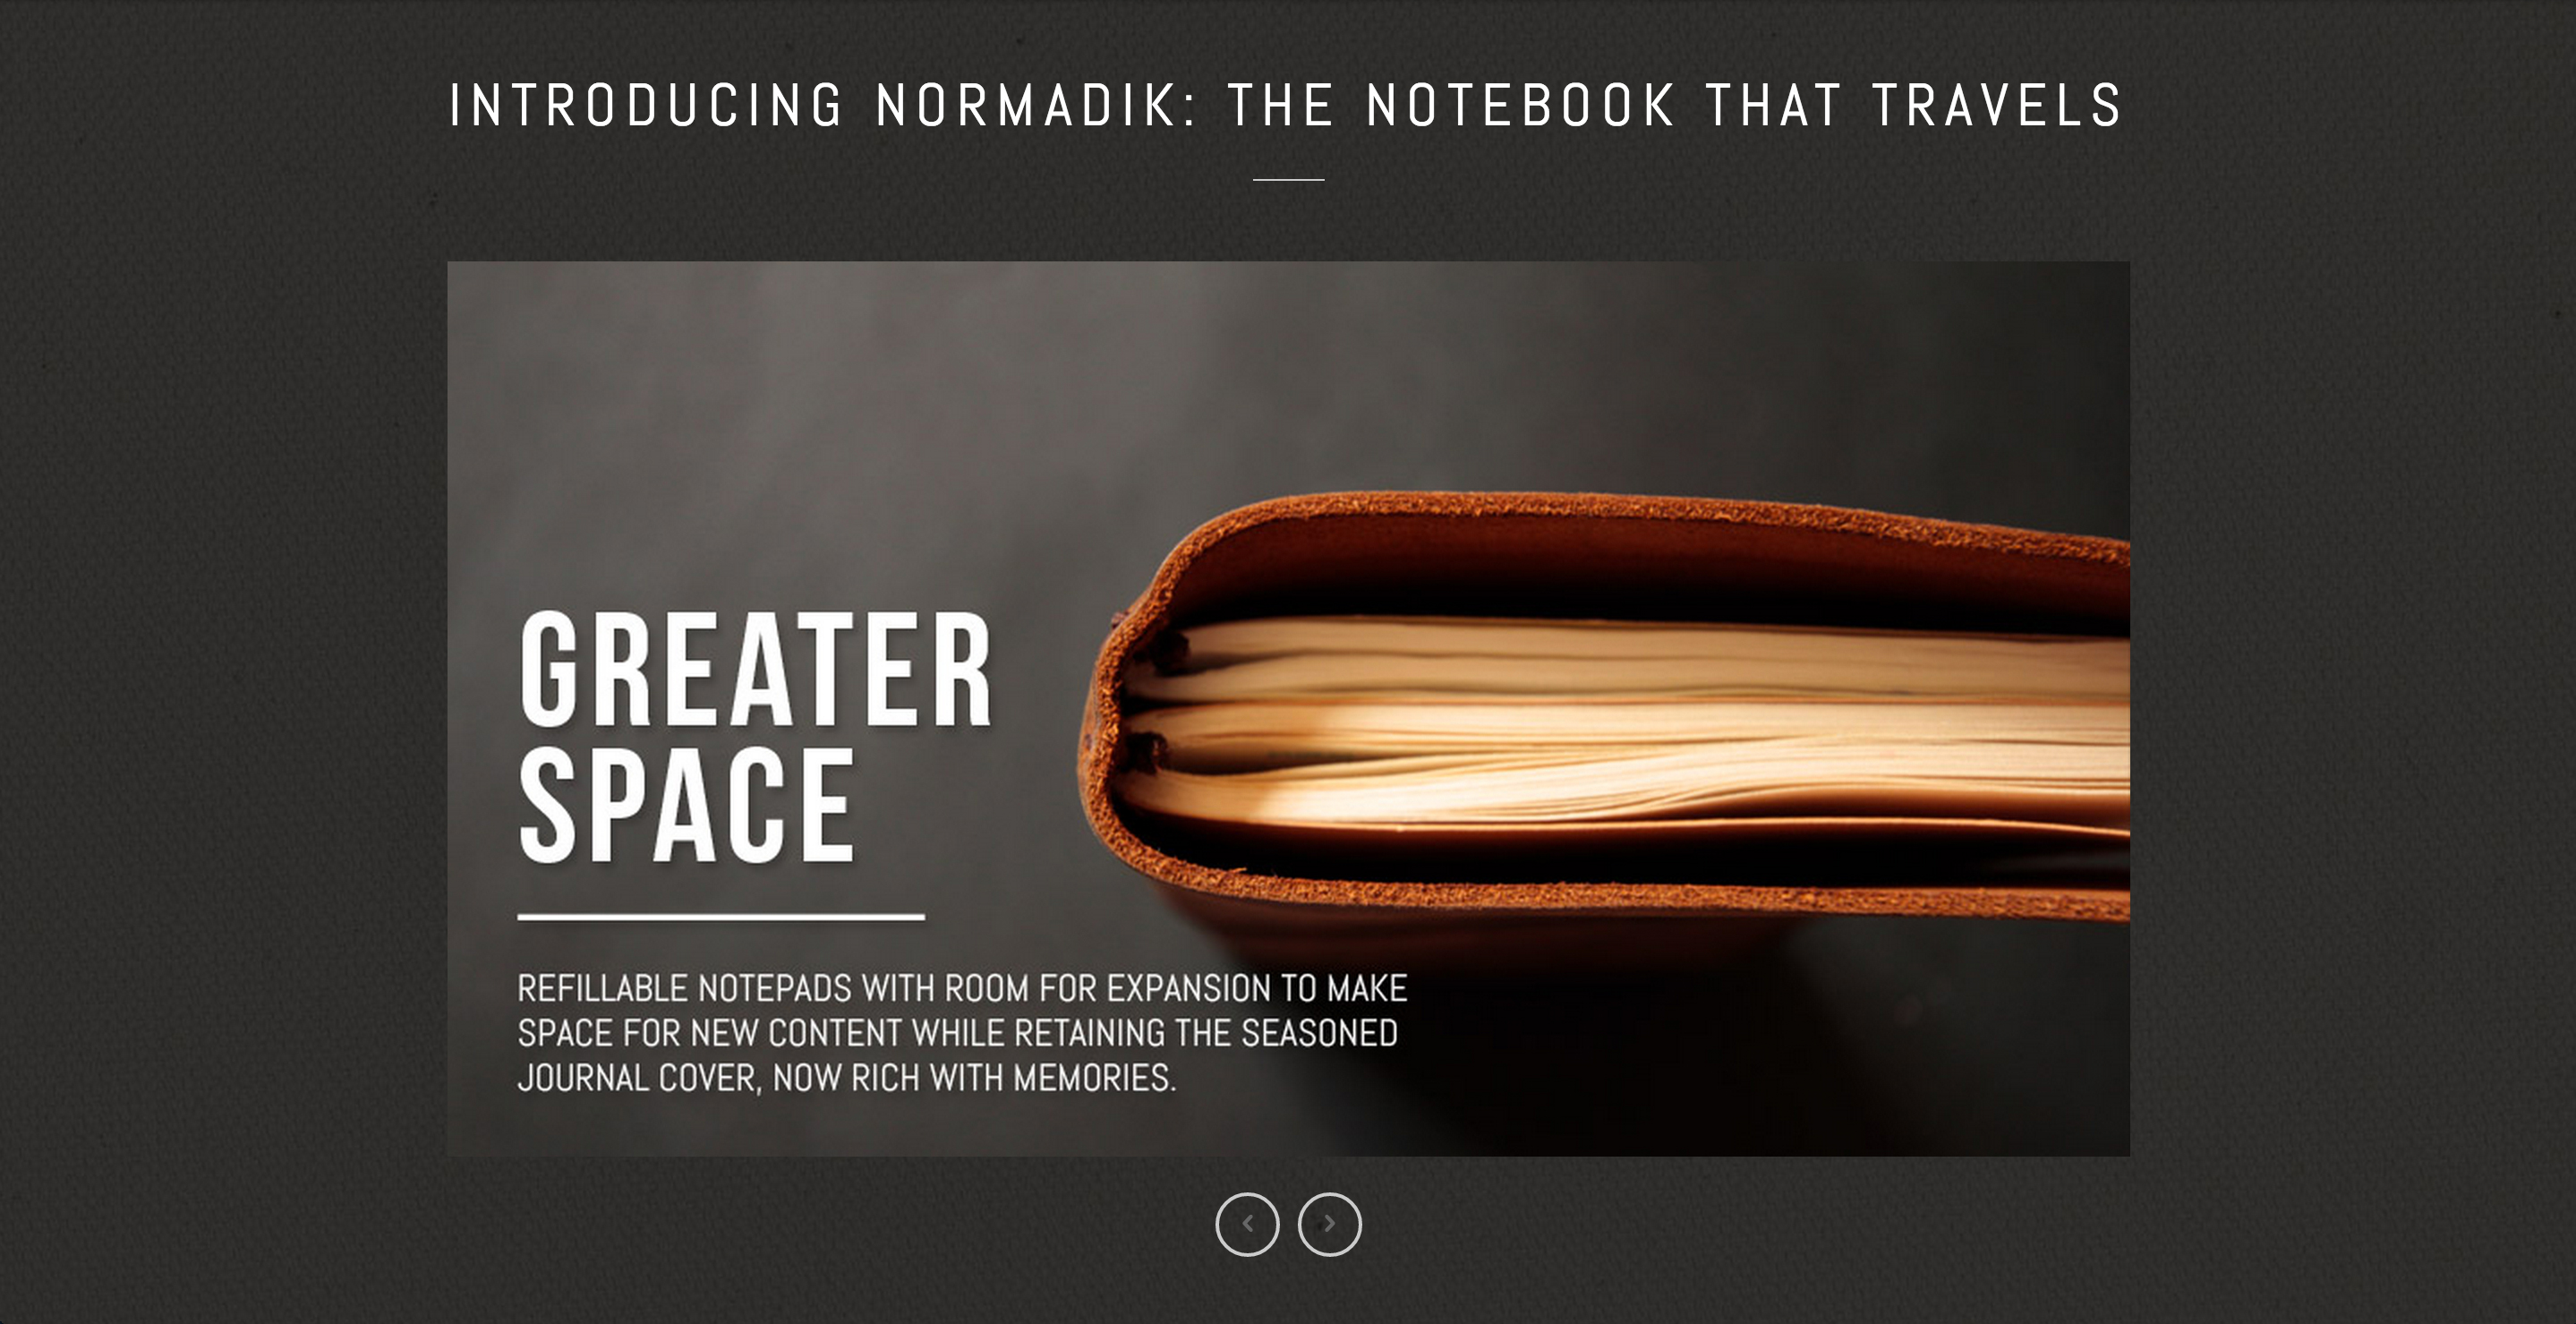 INTRODUCING NORMADIK: THE NOTEBOOK THAT TRAVELS
GREATER
SPACE
REFILLABLE NOTEPADS WITH ROOM FOR EXPANSION TO MAKE
SPACE FOR NEW CONTENT WHILE RETAINING THE SEASONED
JOURNAL COVER, NOW RICH WITH MEMORIES.